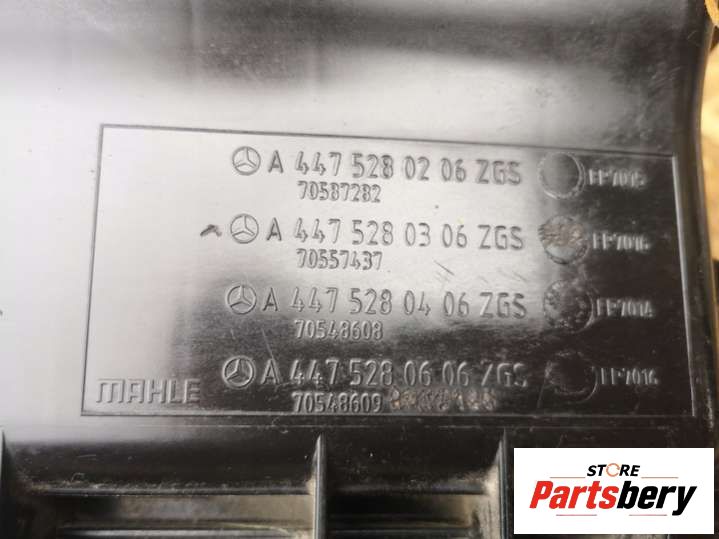 A 447 528 02 06 ZGS
70587282
A 447 528 03 06 ZGS
70557437
A 447 528 04 06 ZGS
70548608
A 447 528 06 06 ZGS
70548609
MAHLE
STORE
Partsbery